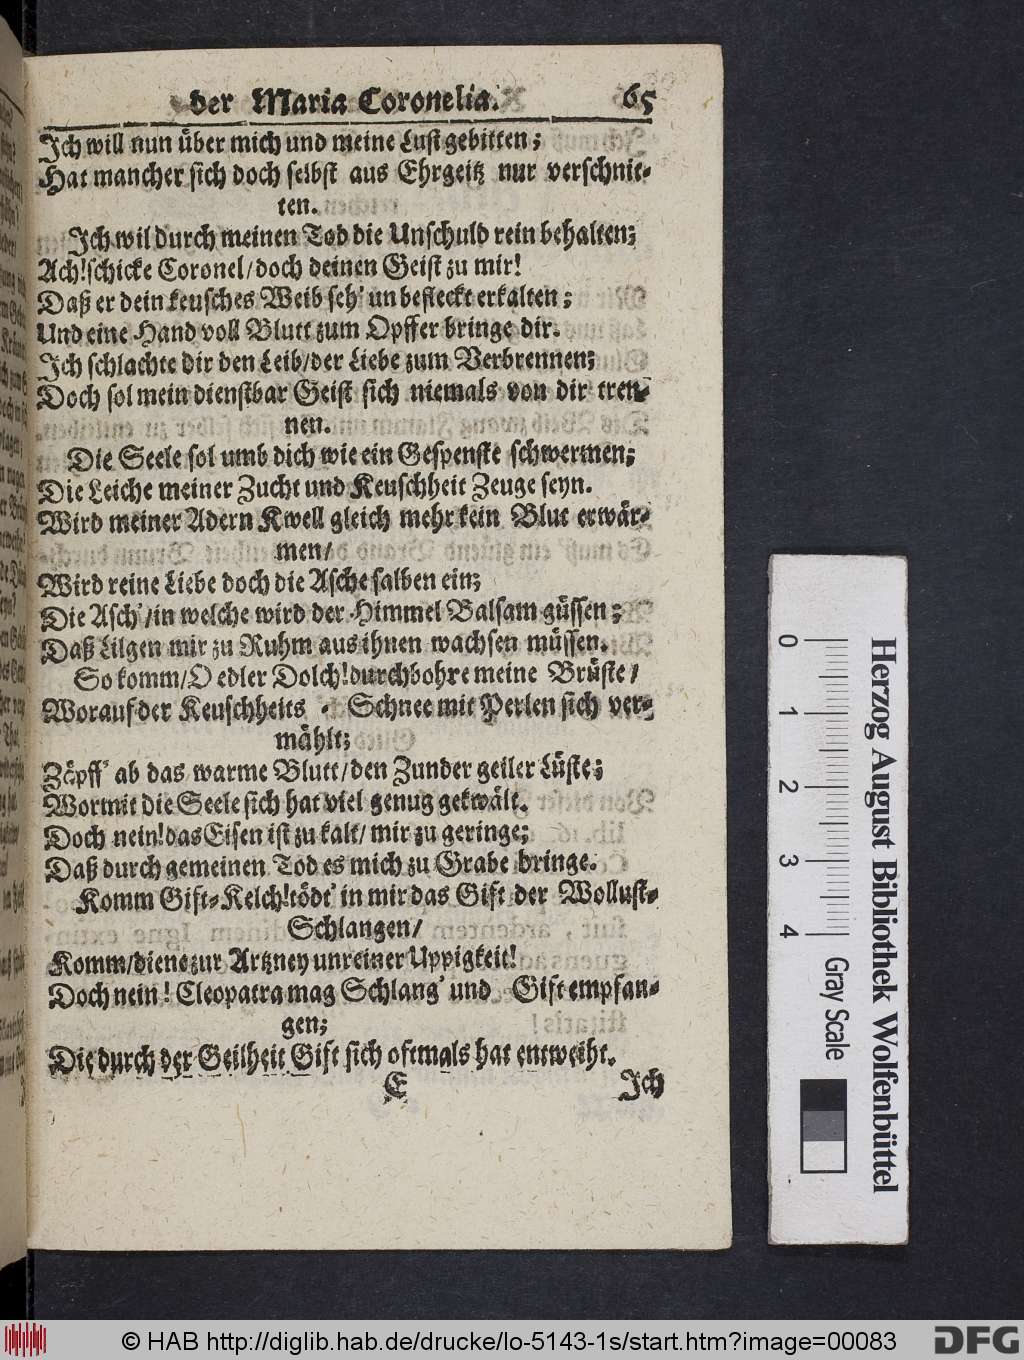 der Maria Coronelia. 65
Ich will nun über mich und meine Lust gebitten;
Hat mancher sich doch selbst aus Ehrgeitz nur verschnit-
ten.
Ich wil durch meinen Tod die Unschuld rein behalten;
Ach! schicke Coronel/ doch deinen Geist zu mir!
Daß er dein keusches Weib seh' unbefleckt erkalten;
Und eine Hand voll Blutt zum Opffer bringe dir.
Ich schlachte dir den Leib/ der Liebe zum Verbrennen;
Doch sol mein dienstbar Geist sich niemals von dir tren-
nen.
Die Seele sol umb dich wie ein Gespenste schwermen;
Die Leiche meiner Zucht und Keuschheit Zeuge seyn.
Wird meiner Adern Kwell gleich mehr kein Blut erwär-
men/
Wird reine Liebe doch die Asche salben ein;
Die Asch'/ in welche wird der Himmel Balsam güssen;
Daß Lilgen mir zu Ruhm aus ihnen wachsen müssen.
So komm/ O edler Dolch! durchbohre meine Brüste/
Worauf der Keuschheits-Schnee mit Perlen sich ver-
mählt;
Zäpff' ab das warme Blutt/ den Zunder geiler Lüste;
Wormit die Seele sich hat viel genug gekwält.
Doch nein! das Eisen ist zu kalt/ mir zu geringe;
Daß durch gemeinen Tod es mich zu Grabe bringe.
Komm Gift-Kelch! tödt' in mir das Gift der Wollust-
Schlangen/
Komm/ diene zur Artzney unreiner Uppigkeit!
Doch nein! Cleopatra mag Schlang' und Gift empfan-
gen;
Die durch der Geilheit Gift sich oftmals hat entweiht.
E Ich
0 1 2 3 4
Gray Scale
Herzog August Bibliothek Wolfenbüttel
© HAB http://diglib.hab.de/drucke/lo-5143-1s/start.htm?image=00083
DFG